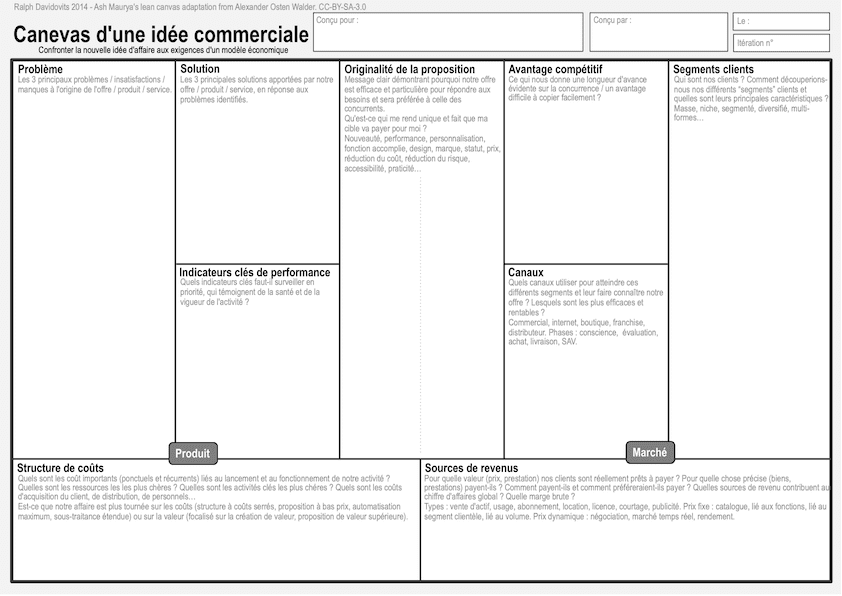 Ralph Davidovits 2014 - Ash Maurya's lean canvas adaptation from Alexander Osten Walder. CC-BY-SA-3.0
Canevas d'une idée commerciale
Confronter la nouvelle idée d'affaire aux exigences d'un modèle économique
Conçu pour :
Conçu par :
Le :
Itération n°
Problème
Les 3 principaux problèmes / insatisfactions /
manques à l'origine de l'offre / produit / service.
Solution
Les 3 principales solutions apportées par notre
offre / produit / service, en réponse aux
problèmes identifiés.
Indicateurs clés de performance
Quels indicateurs clés faut-il surveiller en
priorité, qui témoignent de la santé et de la
vigueur de l'activité ?
Originalité de la proposition
Message clair démontrant pourquoi notre offre
est efficace et particulière pour répondre aux
besoins et sera préférée à celle des
concurrents.
Qu'est-ce qui me rend unique et fait que ma
cible va payer pour moi ?
Nouveauté, performance, personnalisation,
fonction accomplie, design, marque, statut, prix,
réduction du coût, réduction du risque,
accessibilité, praticité...
Avantage compétitif
Ce qui nous donne une longueur d'avance
évidente sur la concurrence / un avantage
difficile à copier facilement ?
Canaux
Quels canaux utiliser pour atteindre ces
différents segments et leur faire connaître notre
offre ? Lesquels sont les plus efficaces et
rentables ?
Commercial, internet, boutique, franchise,
distributeur. Phases : conscience, évaluation,
achat, livraison, SAV.
Segments clients
Qui sont nos clients ? Comment découperions-
nous nos différents "segments" clients et
quelles sont leurs principales caractéristiques ?
Masse, niche, segmenté, diversifié, multi-
formes...
Produit
Marché
Structure de coûts
Quels sont les coût importants (ponctuels et récurrents) liés au lancement et au fonctionnement de notre activité ?
Quelles sont les ressources les les plus chères ? Quelles sont les activités clés les plus chères ? Quels sont les coûts
d'acquisition du client, de distribution, de personnels...
Est-ce que notre affaire est plus tournée sur les coûts (structure à coûts serrés, proposition à bas prix, automatisation
maximum, sous-traitance étendue) ou sur la valeur (focalisé sur la création de valeur, proposition de valeur supérieure).
Sources de revenus
Pour quelle valeur (prix, prestation) nos clients sont réellement prêts à payer ? Pour quelle chose précise (biens,
prestations) payent-ils ? Comment payent-ils et comment préféreraient-ils payer ? Quelles sources de revenu contribuent au
chiffre d'affaires global ? Quelle marge brute ?
Types : vente d'actif, usage, abonnement, location, licence, courtage, publicité. Prix fixe : catalogue, lié aux fonctions, lié au
segment clientèle, lié au volume. Prix dynamique : négociation, marché temps réel, rendement.